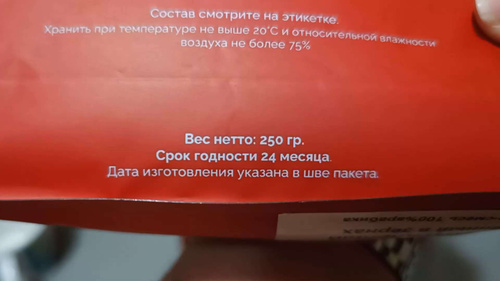 Состав смотрите на этикетке.
Хранить при температуре не выше 20°С и относительной влажности
воздуха не более 75%
Вес нетто: 250 гр.
Срок годности 24 месяца.
Дата изготовления указана в шве пакета.